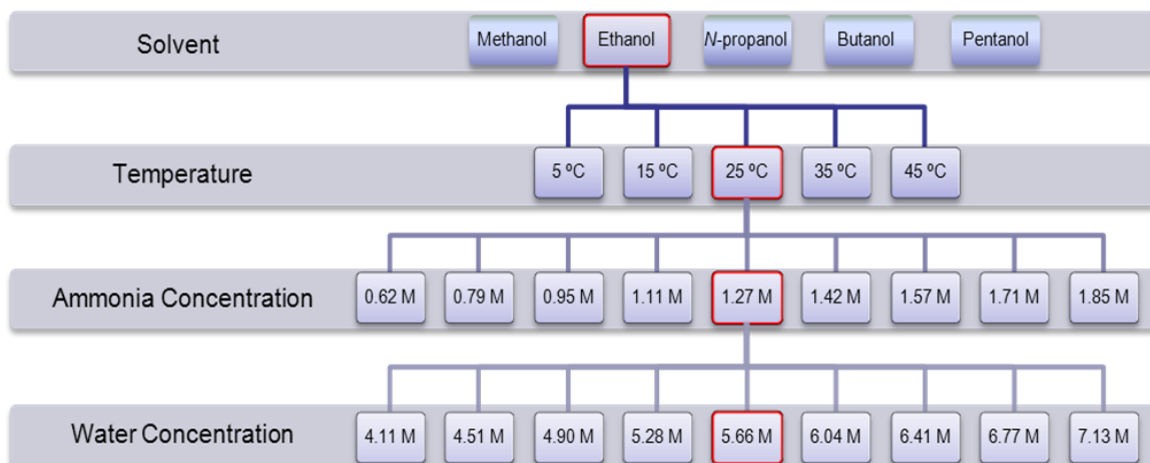 Solvent
Methanol Ethanol N-propanol Butanol Pentanol
Temperature
5 ºC 15 ºC 25 ºC 35 ºC 45 ºC
Ammonia Concentration
0.62 M 0.79 M 0.95 M 1.11 M 1.27 M 1.42 M 1.57 M 1.71 M 1.85 M
Water Concentration
4.11 M 4.51 M 4.90 M 5.28 M 5.66 M 6.04 M 6.41 M 6.77 M 7.13 M